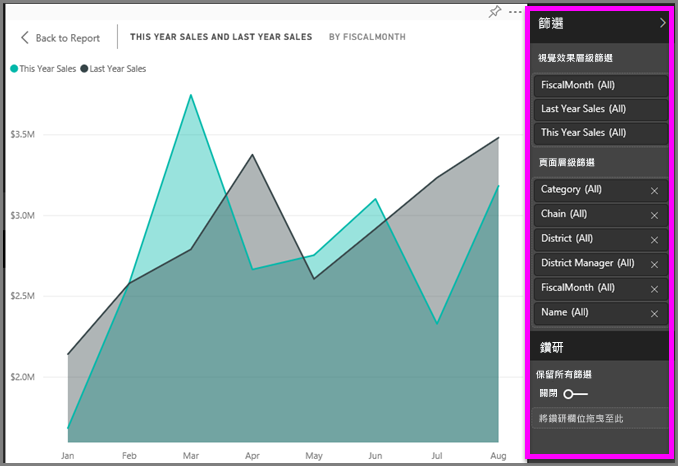 Back to Report
THIS YEAR SALES AND LAST YEAR SALES BY FISCALMONTH
This Year Sales Last Year Sales
$3.5M
$3.0M
$2.5M
$2.0M
Jan Feb Mar Apr May Jun Jul Aug
篩選
視覺效果層級篩選
FiscalMonth (All)
Last Year Sales (All)
This Year Sales (All)
頁面層級篩選
Category (All)
Chain (All)
District (All)
District Manager (All)
FiscalMonth (All)
Name (All)
鑽研
保留所有篩選
關閉
將鑽研欄位拖曳至此